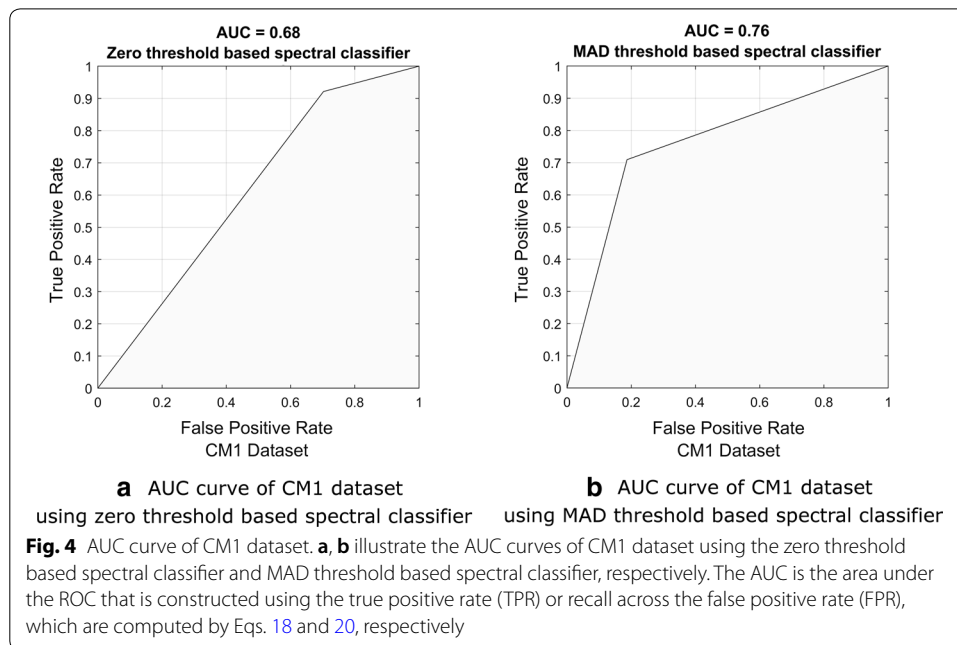 AUC = 0.68
Zero threshold based spectral classifier
1
0.9
0.8
0.7
0.6
0.5
0.4
0.3
0.2
0.1
0
True Positive Rate
0 0.2 0.4 0.6 0.8 1
False Positive Rate
CM1 Dataset
a AUC curve of CM1 dataset
using zero threshold based spectral classifier
AUC = 0.76
MAD threshold based spectral classifier
1
0.9
0.8
0.7
0.6
0.5
0.4
0.3
0.2
0.1
0
True Positive Rate
0 0.2 0.4 0.6 0.8 1
False Positive Rate
CM1 Dataset
b AUC curve of CM1 dataset
using MAD threshold based spectral classifier
Fig. 4 AUC curve of CM1 dataset. a, b illustrate the AUC curves of CM1 dataset using the zero threshold
based spectral classifier and MAD threshold based spectral classifier, respectively. The AUC is the area under
the ROC that is constructed using the true positive rate (TPR) or recall across the false positive rate (FPR),
which are computed by Eqs. 18 and 20, respectively